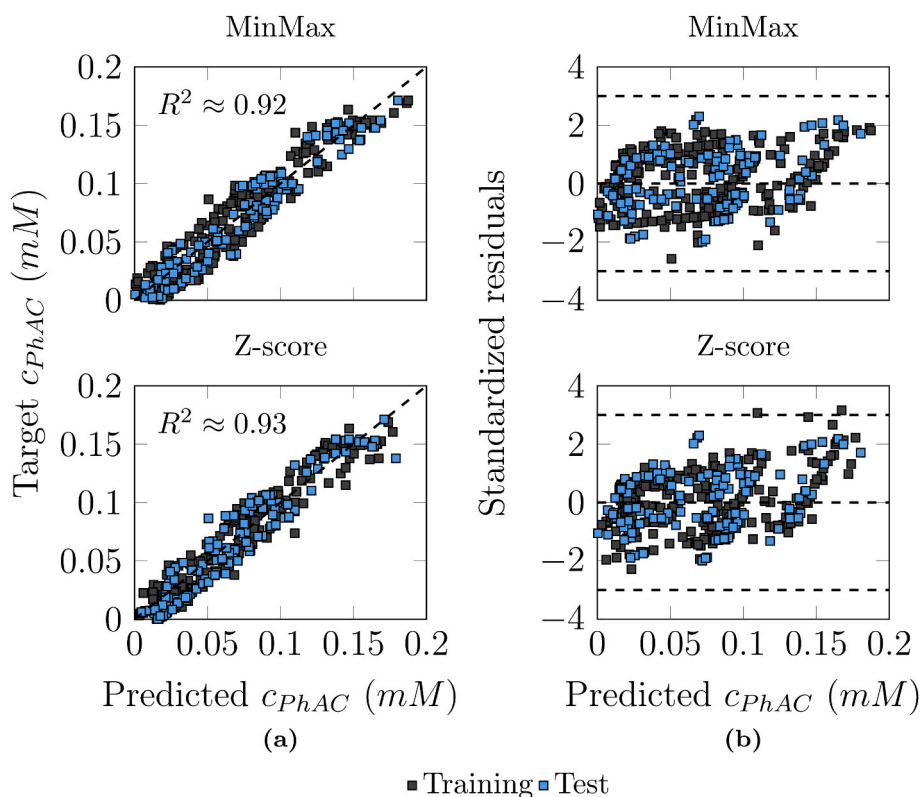 MinMax
0.2
0.15
0.1
0.05
0
R² ≈ 0.92
Target c_PhAC (mM)
Z-score
0.2
0.15
0.1
0.05
0
R² ≈ 0.93
0 0.05 0.1 0.15 0.2
Predicted c_PhAC (mM)
(a)
MinMax
4
2
0
−2
−4
Standardized residuals
Z-score
4
2
0
−2
−4
0 0.05 0.1 0.15 0.2
Predicted c_PhAC (mM)
(b)
Training Test